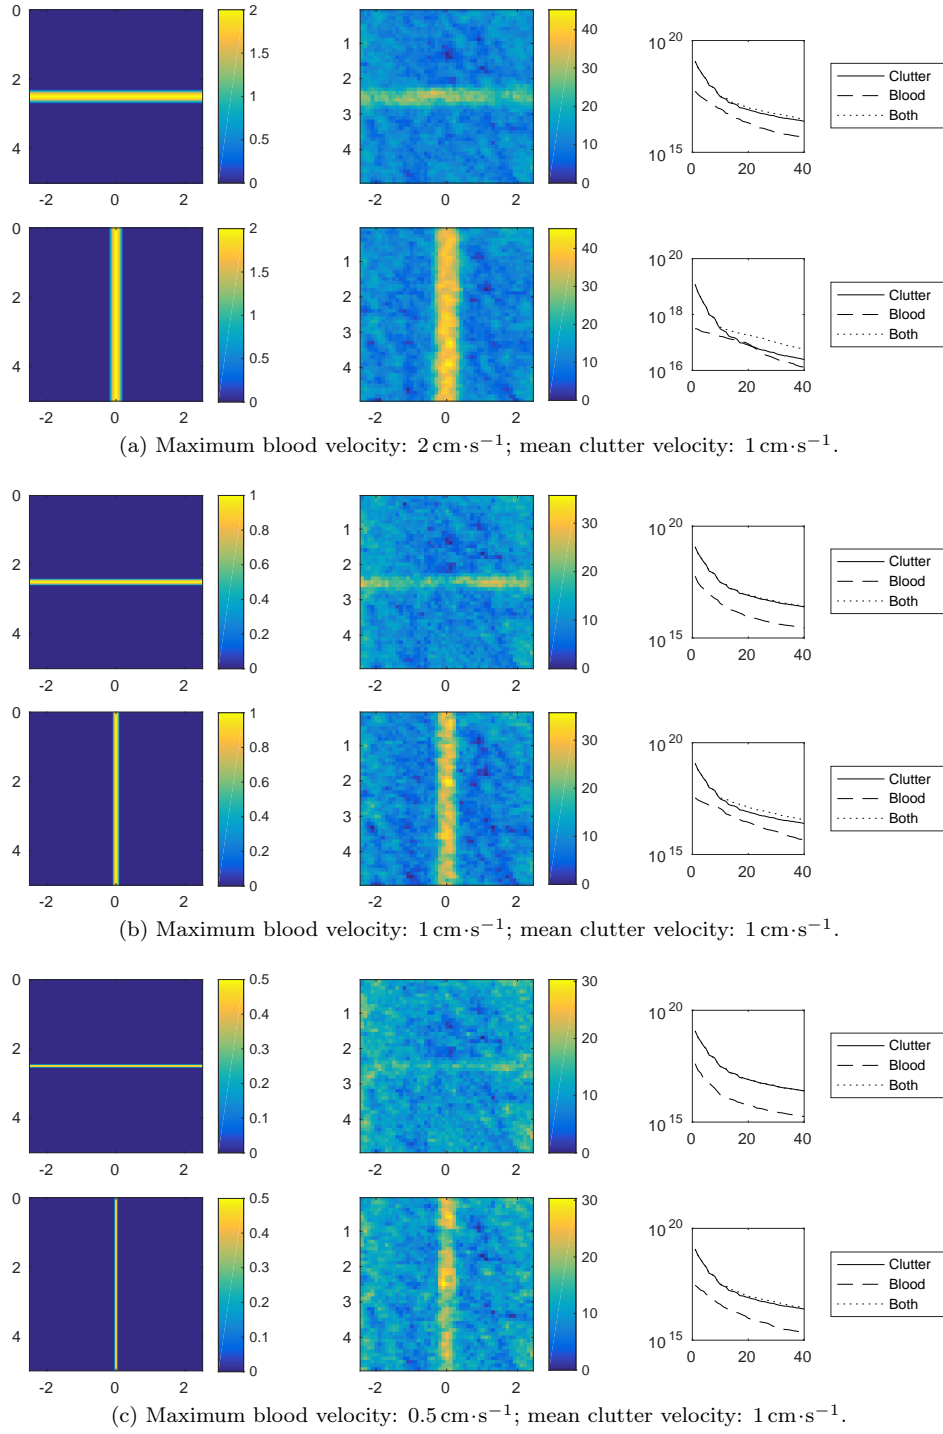 0
2
4
-2 0 2
2
1.5
1
0.5
0
1
2
3
4
-2 0 2
40
30
20
10
0
10^20
10^15
0 20 40
Clutter
Blood
Both
0
2
4
-2 0 2
2
1.5
1
0.5
0
1
2
3
4
-2 0 2
40
30
20
10
0
10^20
10^18
10^16
0 20 40
Clutter
Blood
Both
(a) Maximum blood velocity: 2 cm·s⁻¹; mean clutter velocity: 1 cm·s⁻¹.
0
2
4
-2 0 2
1
0.8
0.6
0.4
0.2
0
1
2
3
4
-2 0 2
30
20
10
0
10^20
10^15
0 20 40
Clutter
Blood
Both
0
2
4
-2 0 2
1
0.8
0.6
0.4
0.2
0
1
2
3
4
-2 0 2
30
20
10
0
10^20
10^15
0 20 40
Clutter
Blood
Both
(b) Maximum blood velocity: 1 cm·s⁻¹; mean clutter velocity: 1 cm·s⁻¹.
0
2
4
-2 0 2
0.5
0.4
0.3
0.2
0.1
0
1
2
3
4
-2 0 2
30
20
10
0
10^20
10^15
0 20 40
Clutter
Blood
Both
0
2
4
-2 0 2
0.5
0.4
0.3
0.2
0.1
0
1
2
3
4
-2 0 2
30
20
10
0
10^20
10^15
0 20 40
Clutter
Blood
Both
(c) Maximum blood velocity: 0.5 cm·s⁻¹; mean clutter velocity: 1 cm·s⁻¹.